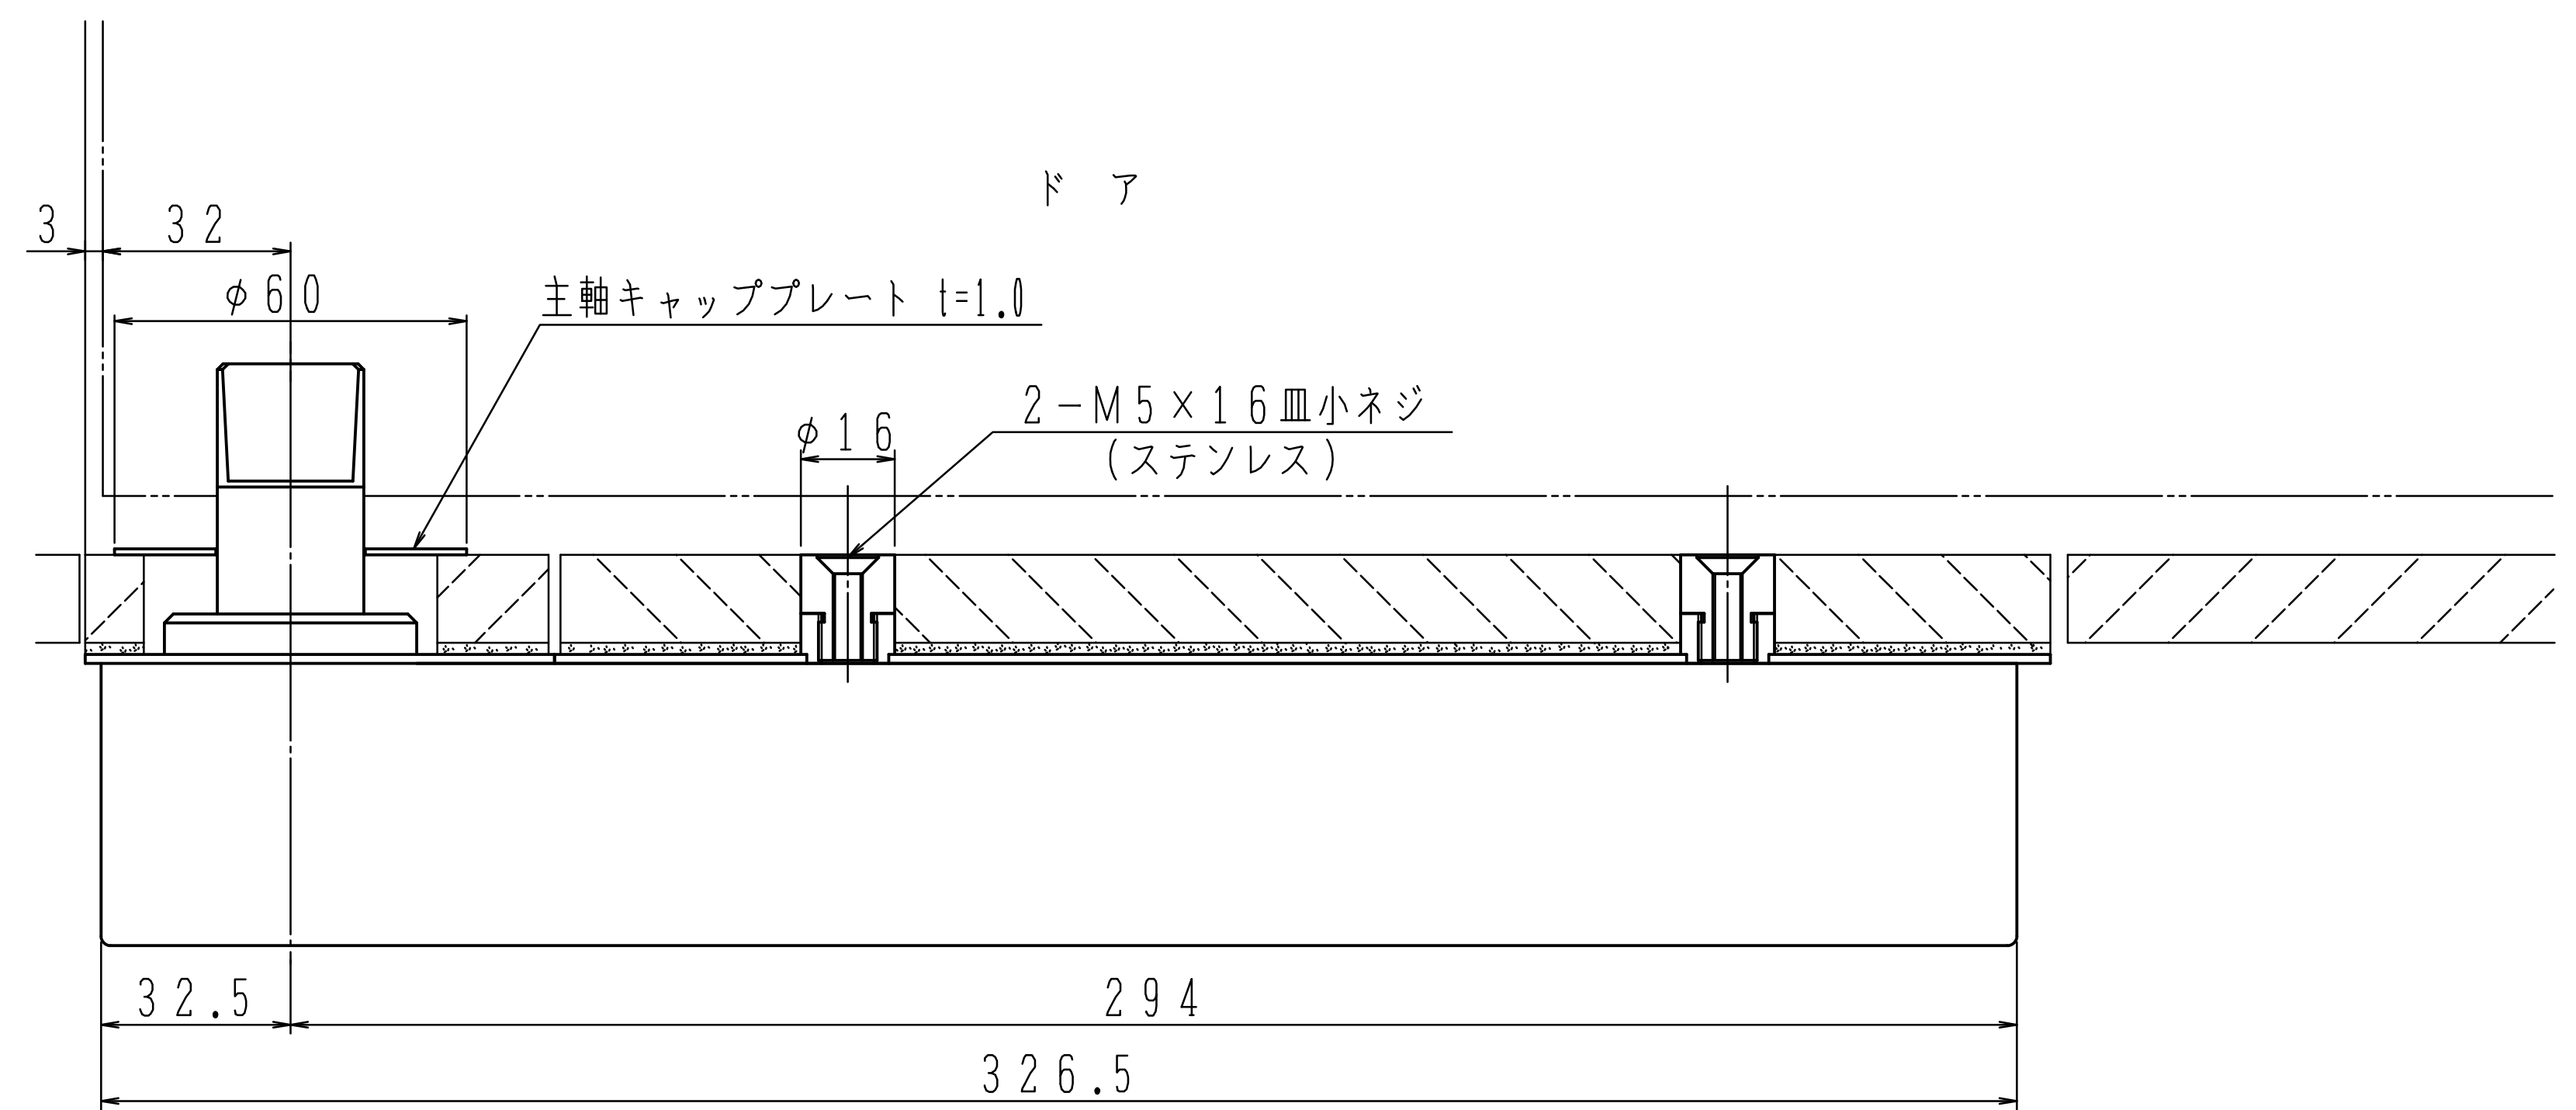 ドア
3
32
φ60
主軸キャッププレート t=1.0
2-M5×16皿小ネジ
(ステンレス)
φ16
32.5
294
326.5